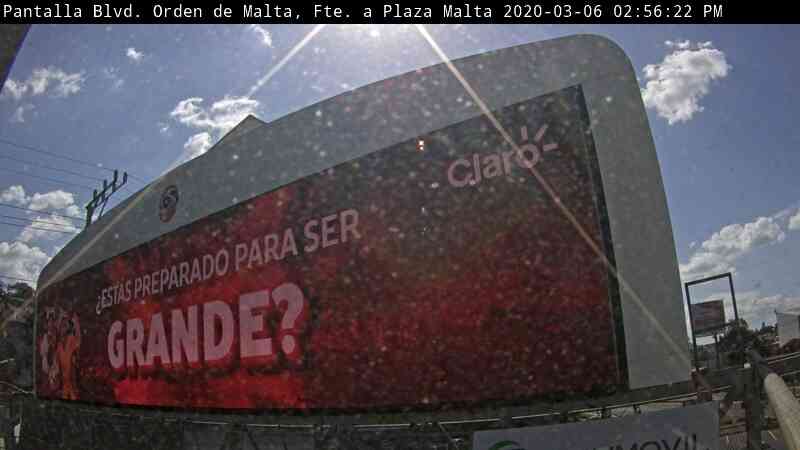 Pantalla Blvd. Orden de Malta, Fte. a Plaza Malta 2020-03-06 02:56:22 PM
Claro
¿ESTÁS PREPARADO PARA SER
GRANDE?